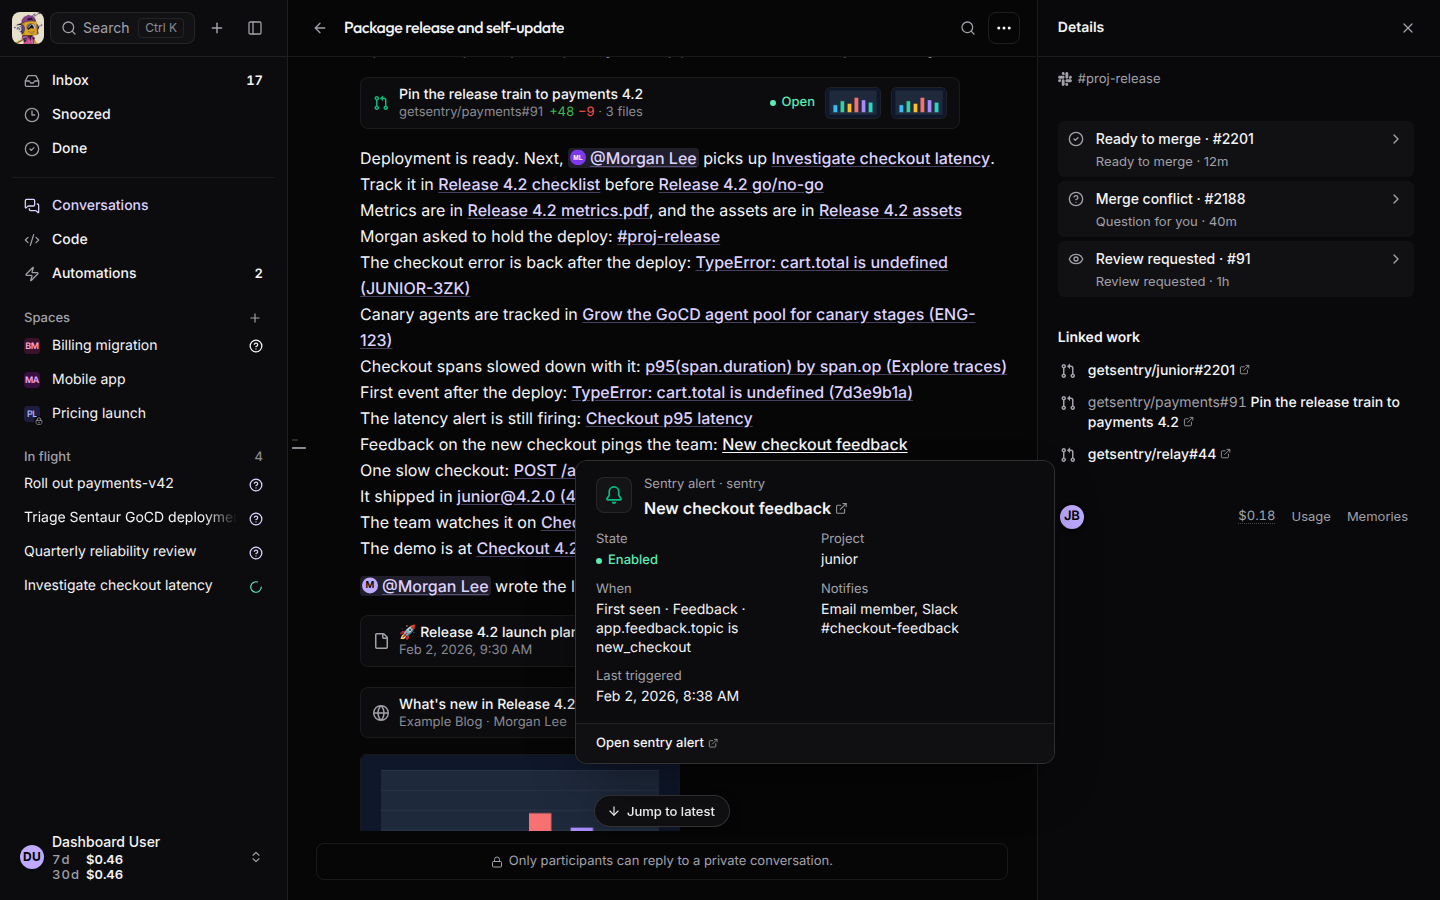 Search Ctrl K
Inbox 17
Snoozed
Done
Conversations
Code
Automations 2
Spaces
BM Billing migration
MA Mobile app
PL Pricing launch
In flight 4
Roll out payments-v42
Triage Sentaur GoCD deployme
Quarterly reliability review
Investigate checkout latency
DU Dashboard User
7d $0.46
30d $0.46
Package release and self-update
Pin the release train to payments 4.2
getsentry/payments#91 +48 −9 · 3 files
Open
Deployment is ready. Next, ML @Morgan Lee picks up Investigate checkout latency.
Track it in Release 4.2 checklist before Release 4.2 go/no-go
Metrics are in Release 4.2 metrics.pdf, and the assets are in Release 4.2 assets
Morgan asked to hold the deploy: #proj-release
The checkout error is back after the deploy: TypeError: cart.total is undefined
(JUNIOR-3ZK)
Canary agents are tracked in Grow the GoCD agent pool for canary stages (ENG-
123)
Checkout spans slowed down with it: p95(span.duration) by span.op (Explore traces)
First event after the deploy: TypeError: cart.total is undefined (7d3e9b1a)
The latency alert is still firing: Checkout p95 latency
Feedback on the new checkout pings the team: New checkout feedback
One slow checkout: POST /a
It shipped in junior@4.2.0 (4
The team watches it on Chec
The demo is at Checkout 4.2
M @Morgan Lee wrote the l
🚀 Release 4.2 launch plan
Feb 2, 2026, 9:30 AM
What's new in Release 4.2
Example Blog · Morgan Lee
Sentry alert · sentry
New checkout feedback
State
Enabled
Project
junior
When
First seen · Feedback ·
app.feedback.topic is
new_checkout
Notifies
Email member, Slack
#checkout-feedback
Last triggered
Feb 2, 2026, 8:38 AM
Open sentry alert
Jump to latest
Only participants can reply to a private conversation.
Details
#proj-release
Ready to merge · #2201
Ready to merge · 12m
Merge conflict · #2188
Question for you · 40m
Review requested · #91
Review requested · 1h
Linked work
getsentry/junior#2201
getsentry/payments#91 Pin the release train to
payments 4.2
getsentry/relay#44
JB $0.18 Usage Memories